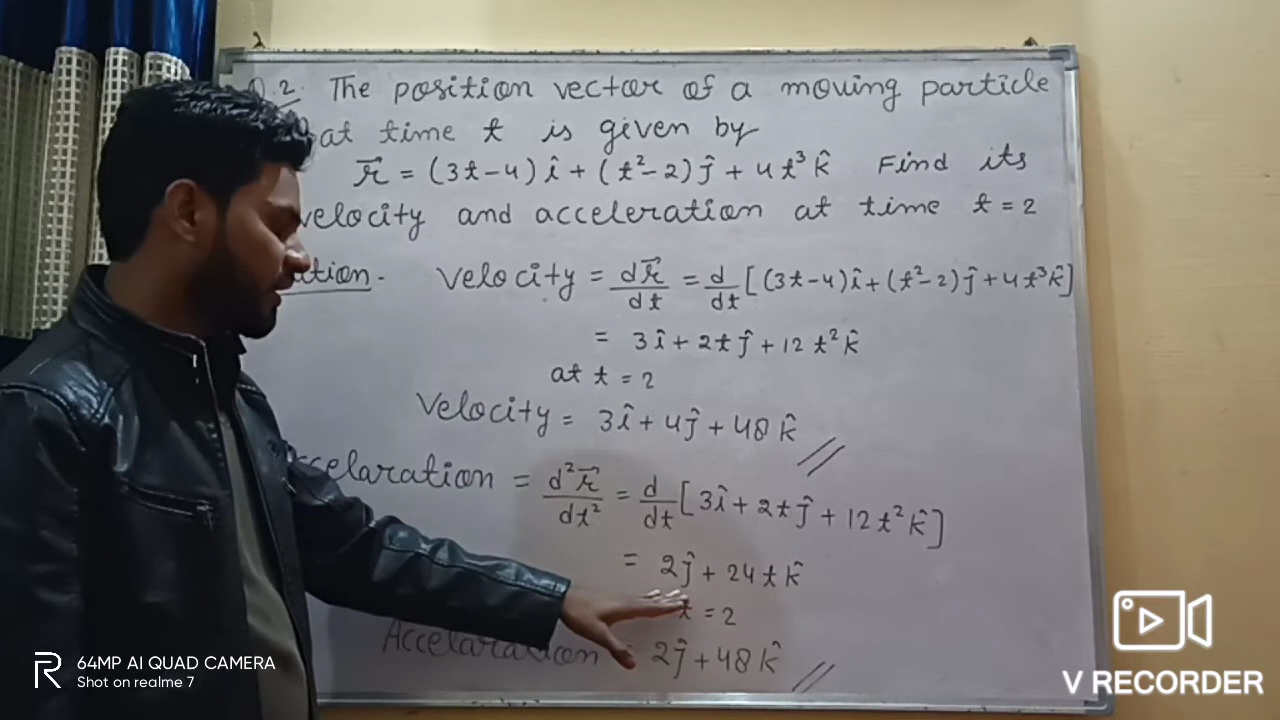 Q.2. The position vector of a moving particle
at time t is given by
r⃗ = (3t-4) î + (t²-2) ĵ + 4t³ k̂ Find its
velocity and acceleration at time t = 2
Velocity = dr⃗/dt = d/dt [(3t-4) î + (t²-2) ĵ + 4t³ k̂]
= 3î + 2t ĵ + 12 t² k̂
at t = 2
Velocity = 3î + 4ĵ + 48 k̂ //
Accelaration = d²r⃗/dt² = d/dt [3î + 2t ĵ + 12 t² k̂]
= 2ĵ + 24 t k̂
t = 2
Accelaration = 2ĵ + 48 k̂ //
R 64MP AI QUAD CAMERA
Shot on realme 7
V RECORDER